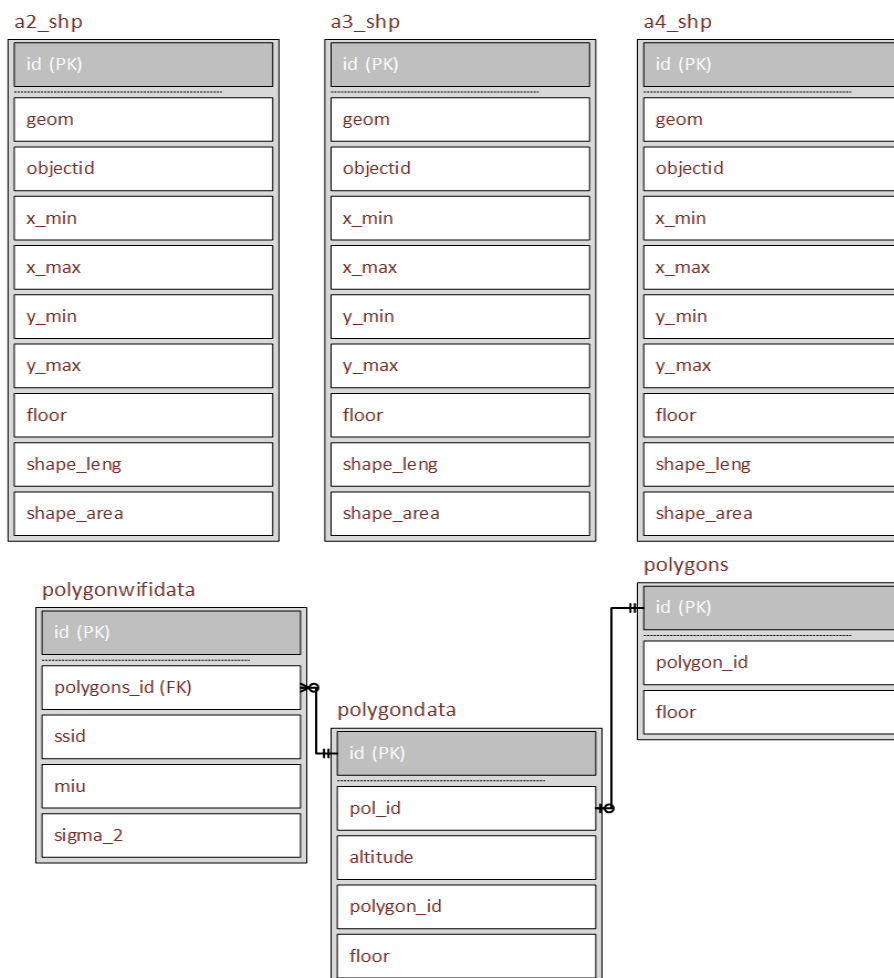 a2_shp
id (PK)
geom
objectid
x_min
x_max
y_min
y_max
floor
shape_leng
shape_area
a3_shp
id (PK)
geom
objectid
x_min
x_max
y_min
y_max
floor
shape_leng
shape_area
a4_shp
id (PK)
geom
objectid
x_min
x_max
y_min
y_max
floor
shape_leng
shape_area
polygonwifidata
id (PK)
polygons_id (FK)
ssid
miu
sigma_2
polygondata
id (PK)
pol_id
altitude
polygon_id
floor
polygons
id (PK)
polygon_id
floor